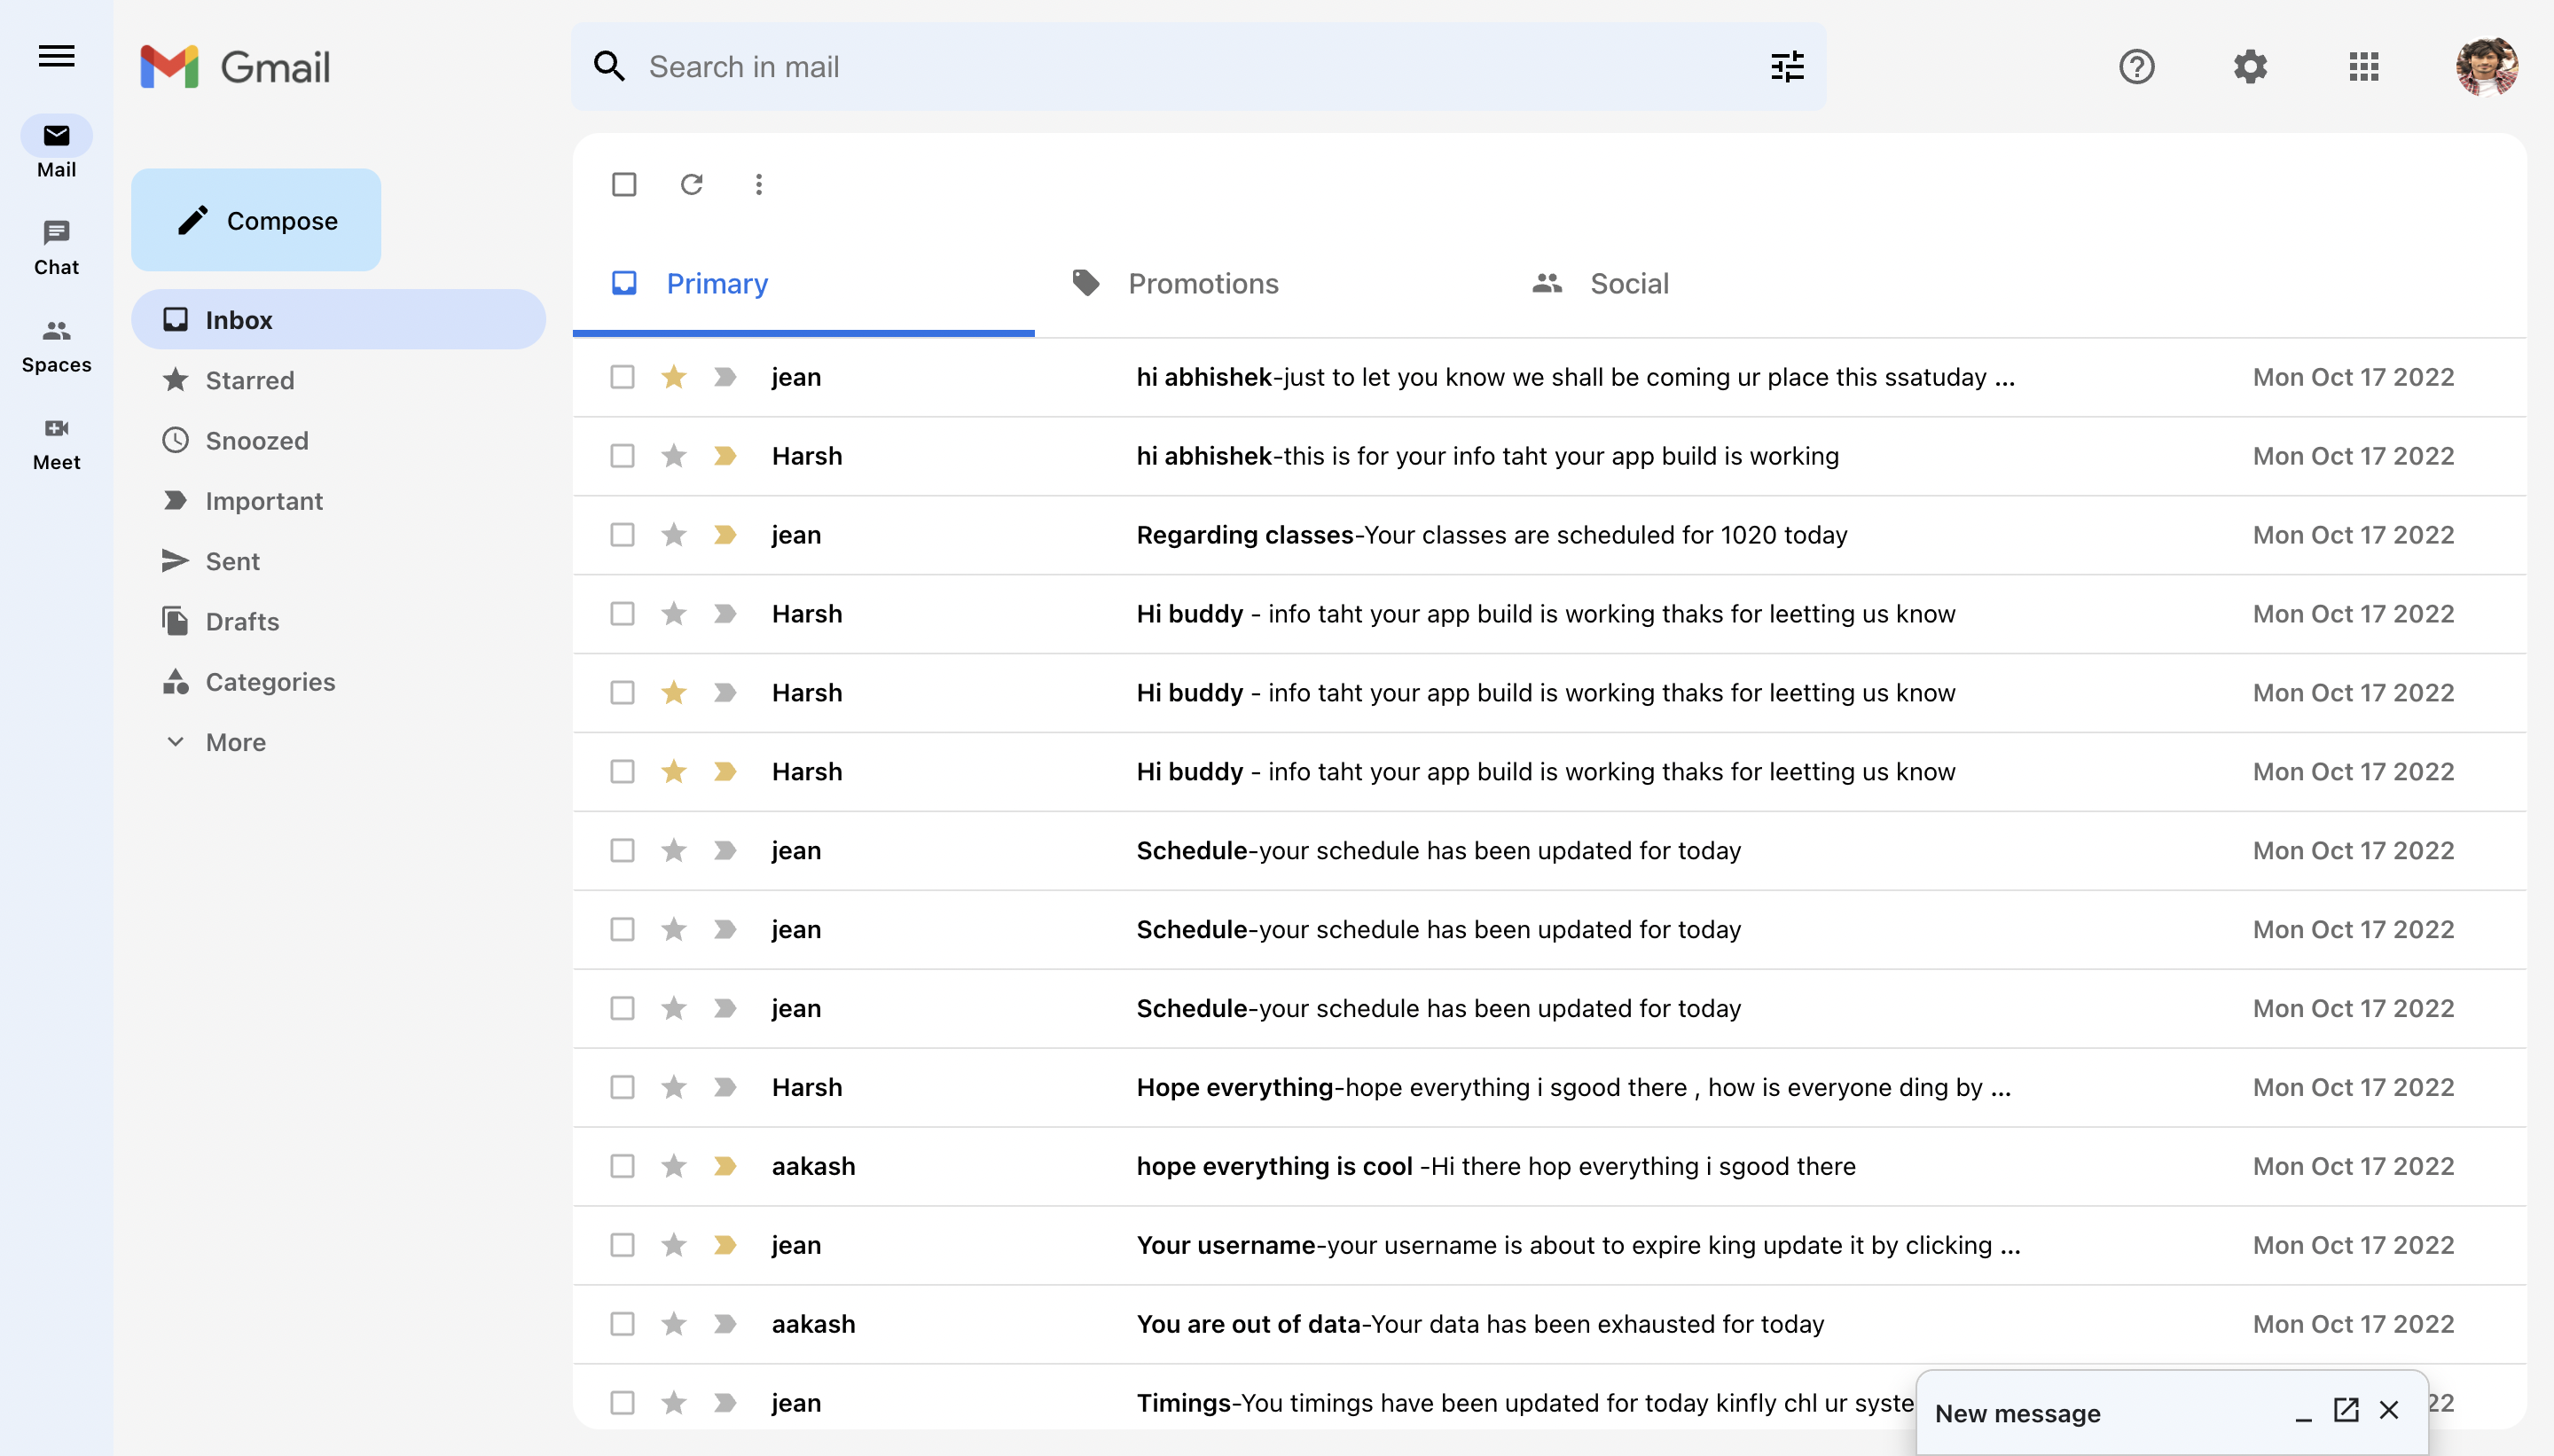 Gmail
Search in mail
Mail
Chat
Spaces
Meet
Compose
Inbox
Starred
Snoozed
Important
Sent
Drafts
Categories
More
Primary Promotions Social
jean hi abhishek-just to let you know we shall be coming ur place this ssatuday ... Mon Oct 17 2022
Harsh hi abhishek-this is for your info taht your app build is working Mon Oct 17 2022
jean Regarding classes-Your classes are scheduled for 1020 today Mon Oct 17 2022
Harsh Hi buddy - info taht your app build is working thaks for leetting us know Mon Oct 17 2022
Harsh Hi buddy - info taht your app build is working thaks for leetting us know Mon Oct 17 2022
Harsh Hi buddy - info taht your app build is working thaks for leetting us know Mon Oct 17 2022
jean Schedule-your schedule has been updated for today Mon Oct 17 2022
jean Schedule-your schedule has been updated for today Mon Oct 17 2022
jean Schedule-your schedule has been updated for today Mon Oct 17 2022
Harsh Hope everything-hope everything i sgood there , how is everyone ding by ... Mon Oct 17 2022
aakash hope everything is cool -Hi there hop everything i sgood there Mon Oct 17 2022
jean Your username-your username is about to expire king update it by clicking ... Mon Oct 17 2022
aakash You are out of data-Your data has been exhausted for today Mon Oct 17 2022
jean Timings-You timings have been updated for today kinfly chl ur syste 22
New message